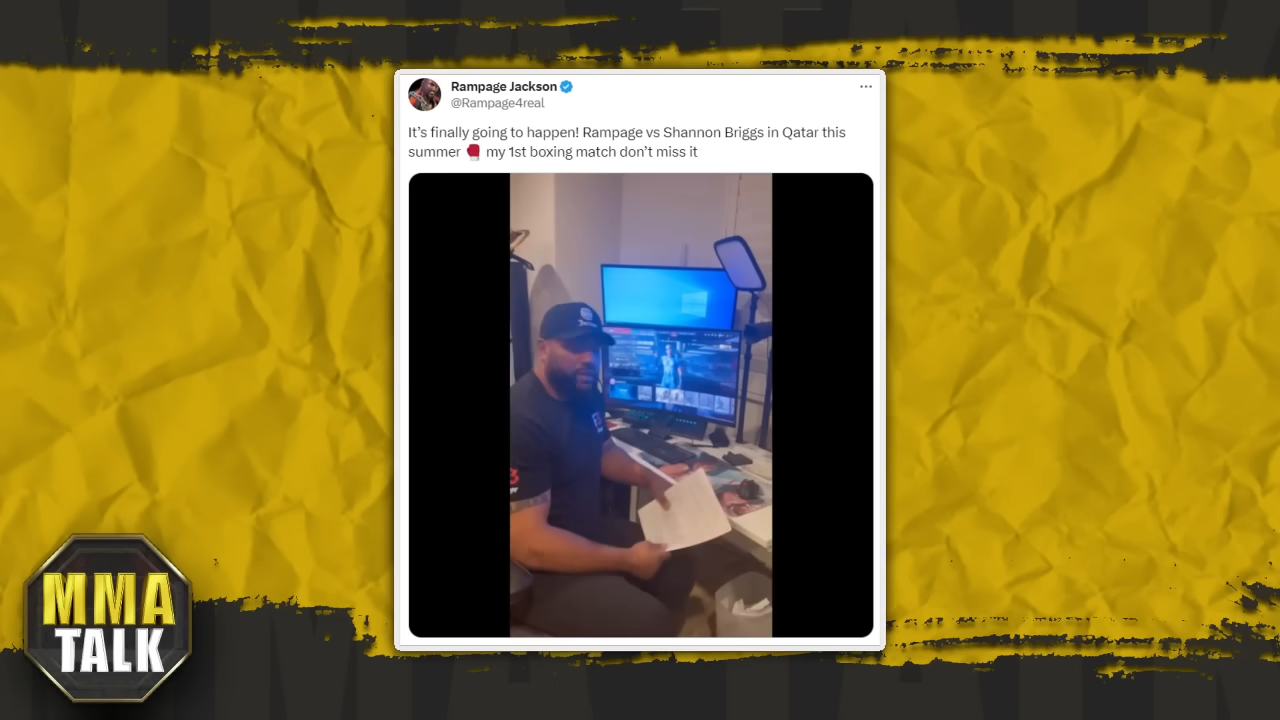 Rampage Jackson
@Rampage4real
It’s finally going to happen! Rampage vs Shannon Briggs in Qatar this
summer 🥊 my 1st boxing match don’t miss it
MMA
TALK